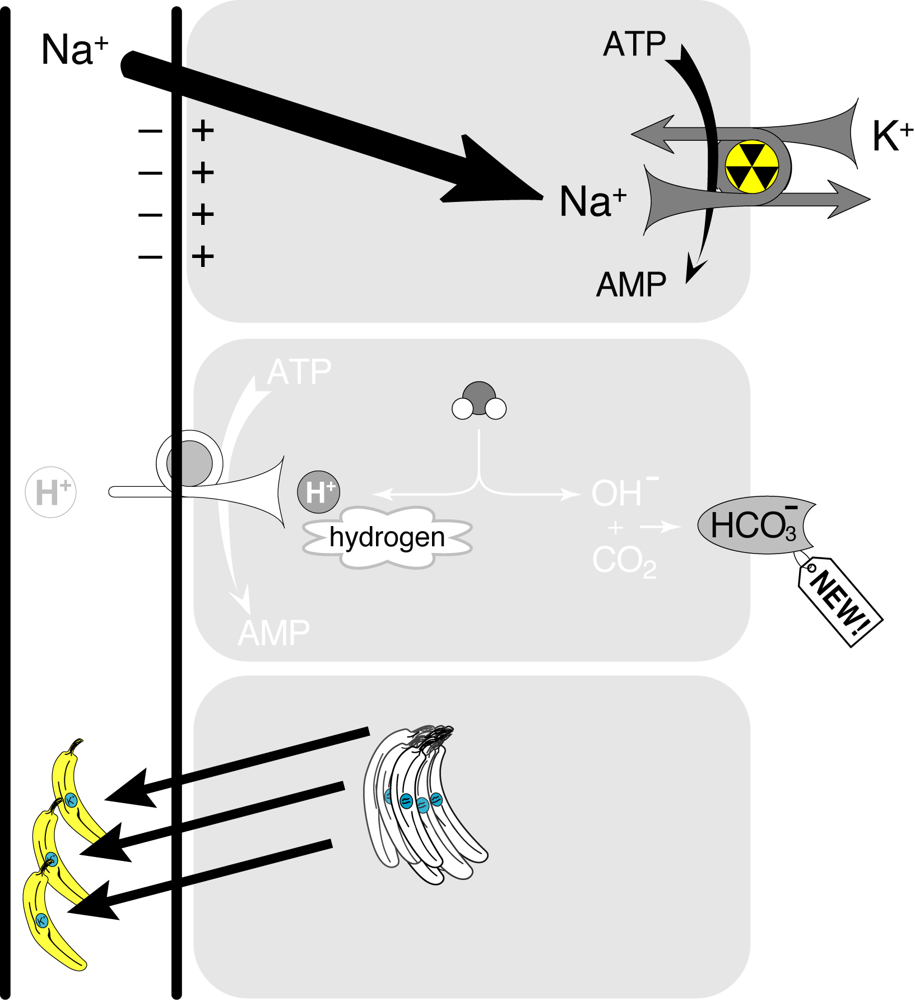 Na⁺
ATP
K⁺
− +
− +
Na⁺
− +
− +
AMP
ATP
H⁺
H⁺
OH⁻
hydrogen
+
HCO₃⁻
CO₂
NEW!
AMP
K⁺
K⁺
K⁺